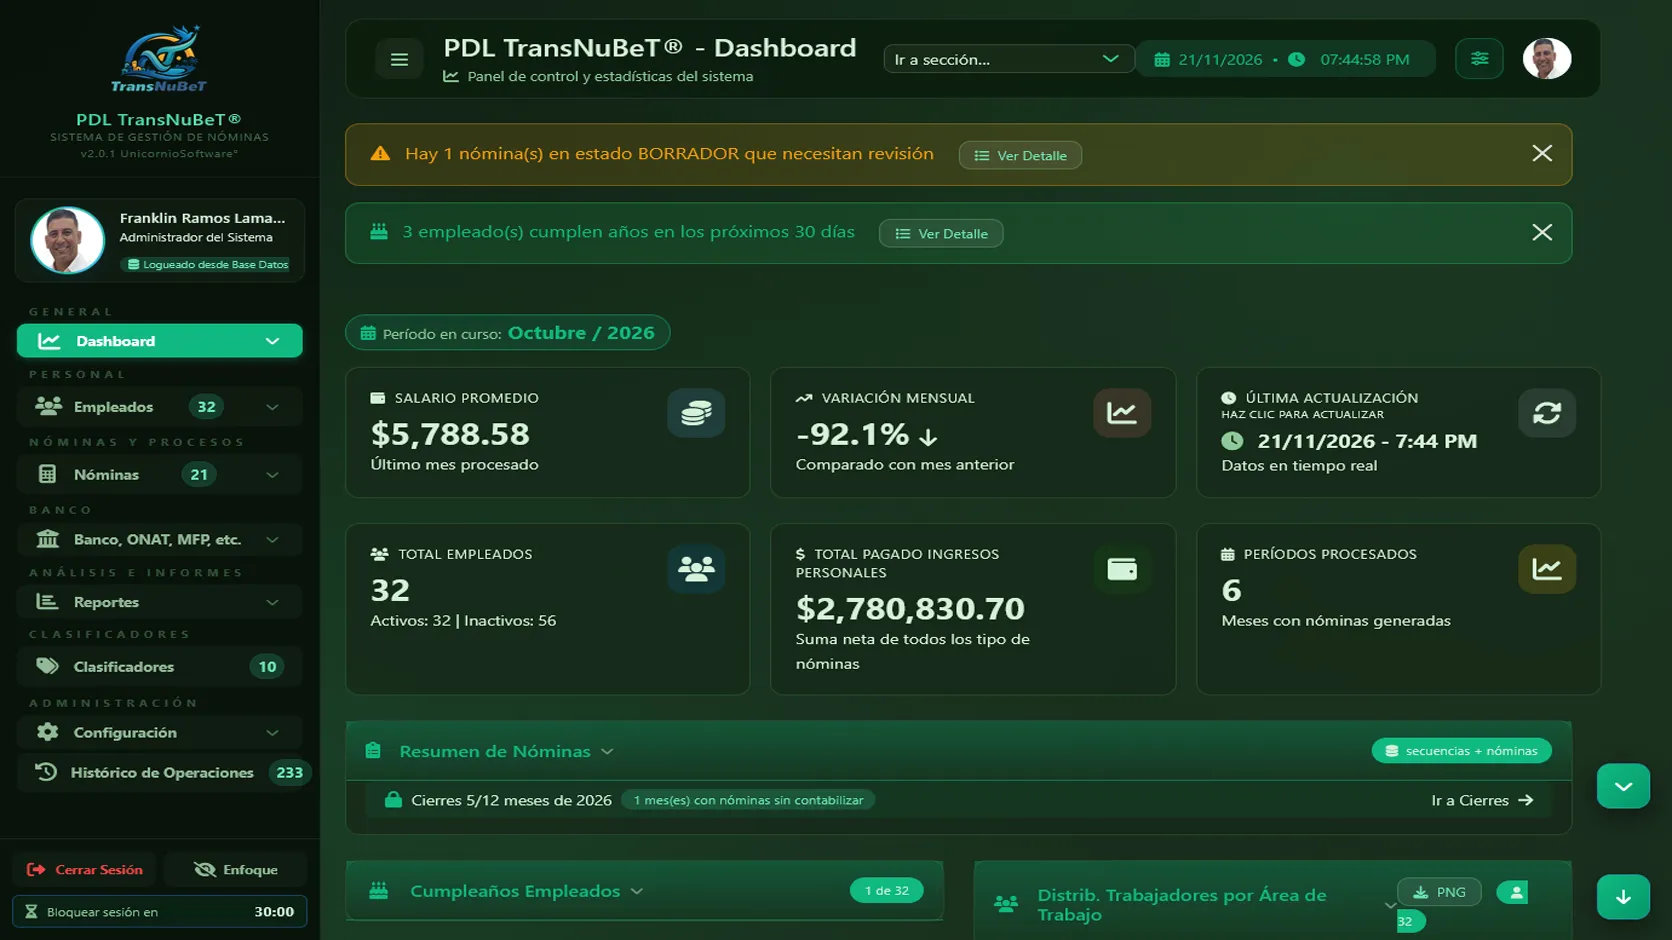 TransNuBeT
PDL TransNuBeT®
SISTEMA DE GESTIÓN DE NÓMINAS
v2.0.1 UnicornioSoftware®
Franklin Ramos Lama...
Administrador del Sistema
Logueado desde Base Datos
GENERAL
Dashboard
PERSONAL
Empleados 32
NÓMINAS Y PROCESOS
Nóminas 21
BANCO
Banco, ONAT, MFP, etc.
ANÁLISIS E INFORMES
Reportes
CLASIFICADORES
Clasificadores 10
ADMINISTRACIÓN
Configuración
Histórico de Operaciones 233
Cerrar Sesión
Enfoque
Bloquear sesión en 30:00
PDL TransNuBeT® - Dashboard
Panel de control y estadísticas del sistema
Ir a sección...
21/11/2026 • 07:44:58 PM
Hay 1 nómina(s) en estado BORRADOR que necesitan revisión
Ver Detalle
3 empleado(s) cumplen años en los próximos 30 días
Ver Detalle
Período en curso: Octubre / 2026
SALARIO PROMEDIO
$5,788.58
Último mes procesado
VARIACIÓN MENSUAL
-92.1% ↓
Comparado con mes anterior
ÚLTIMA ACTUALIZACIÓN
HAZ CLIC PARA ACTUALIZAR
21/11/2026 - 7:44 PM
Datos en tiempo real
TOTAL EMPLEADOS
32
Activos: 32 | Inactivos: 56
$ TOTAL PAGADO INGRESOS
PERSONALES
$2,780,830.70
Suma neta de todos los tipo de
nóminas
PERÍODOS PROCESADOS
6
Meses con nóminas generadas
Resumen de Nóminas
secuencias + nóminas
Cierres 5/12 meses de 2026
1 mes(es) con nóminas sin contabilizar
Ir a Cierres →
Cumpleaños Empleados
1 de 32
Distrib. Trabajadores por Área de
Trabajo
PNG
32